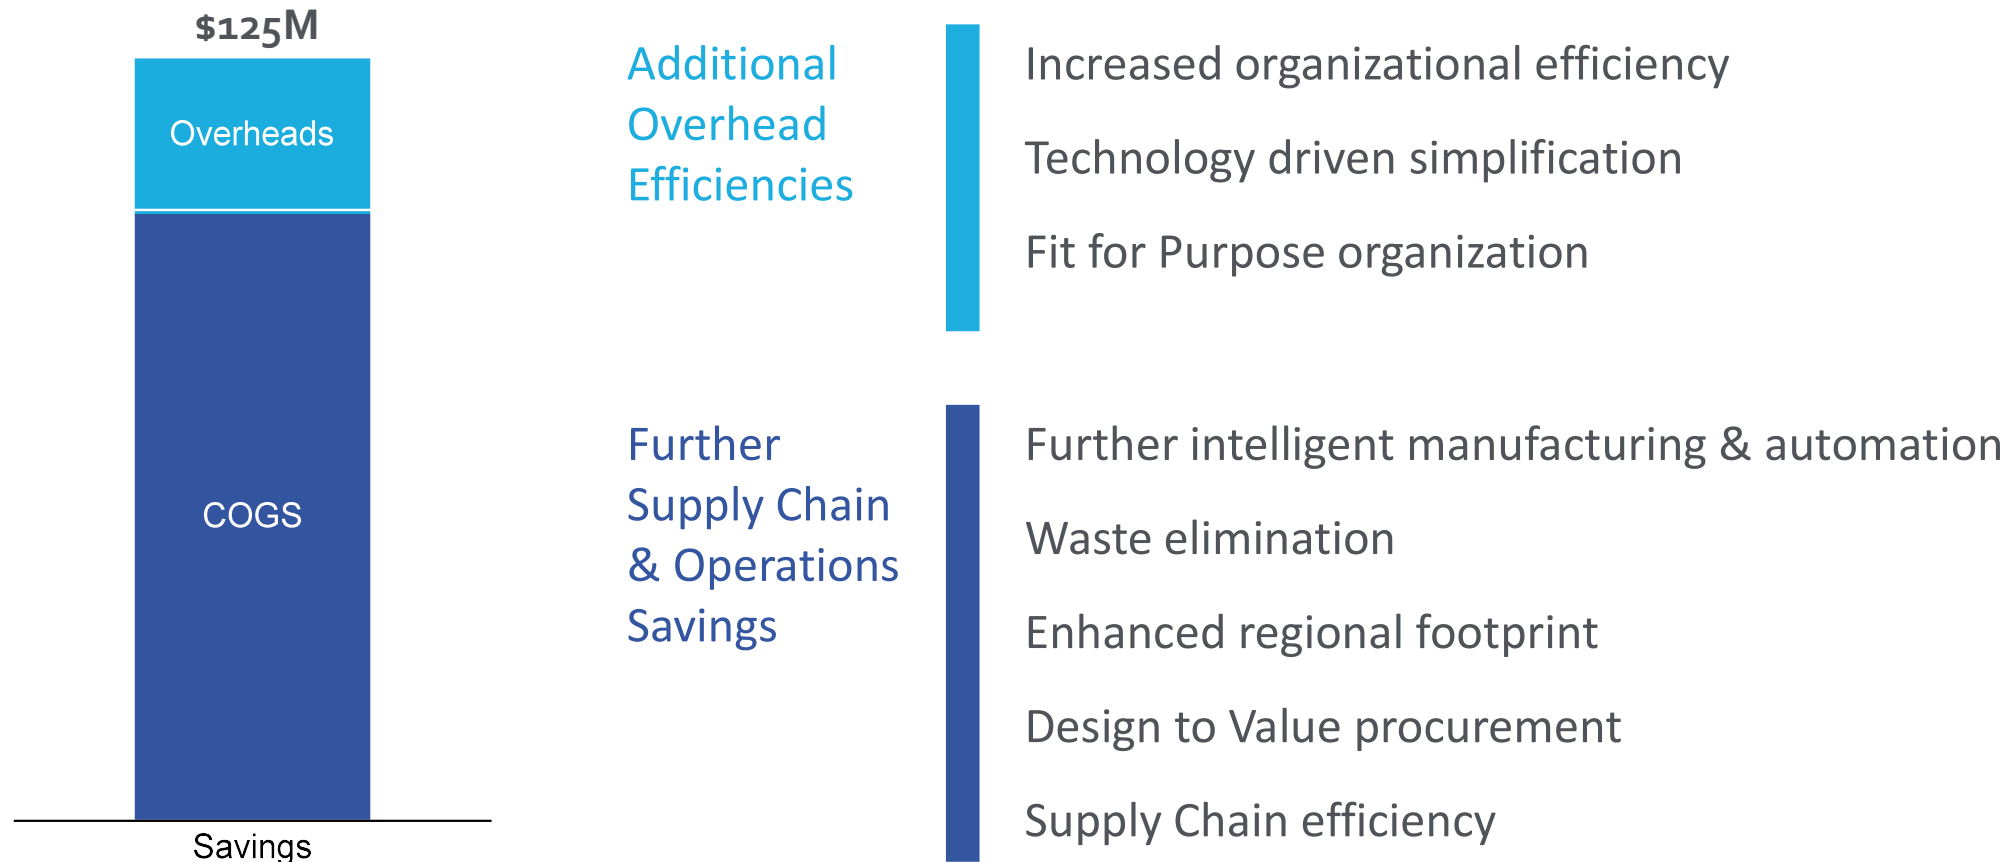 $125M
Overheads
COGS
Savings
Additional
Overhead
Efficiencies
Increased organizational efficiency
Technology driven simplification
Fit for Purpose organization
Further
Supply Chain
& Operations
Savings
Further intelligent manufacturing & automation
Waste elimination
Enhanced regional footprint
Design to Value procurement
Supply Chain efficiency